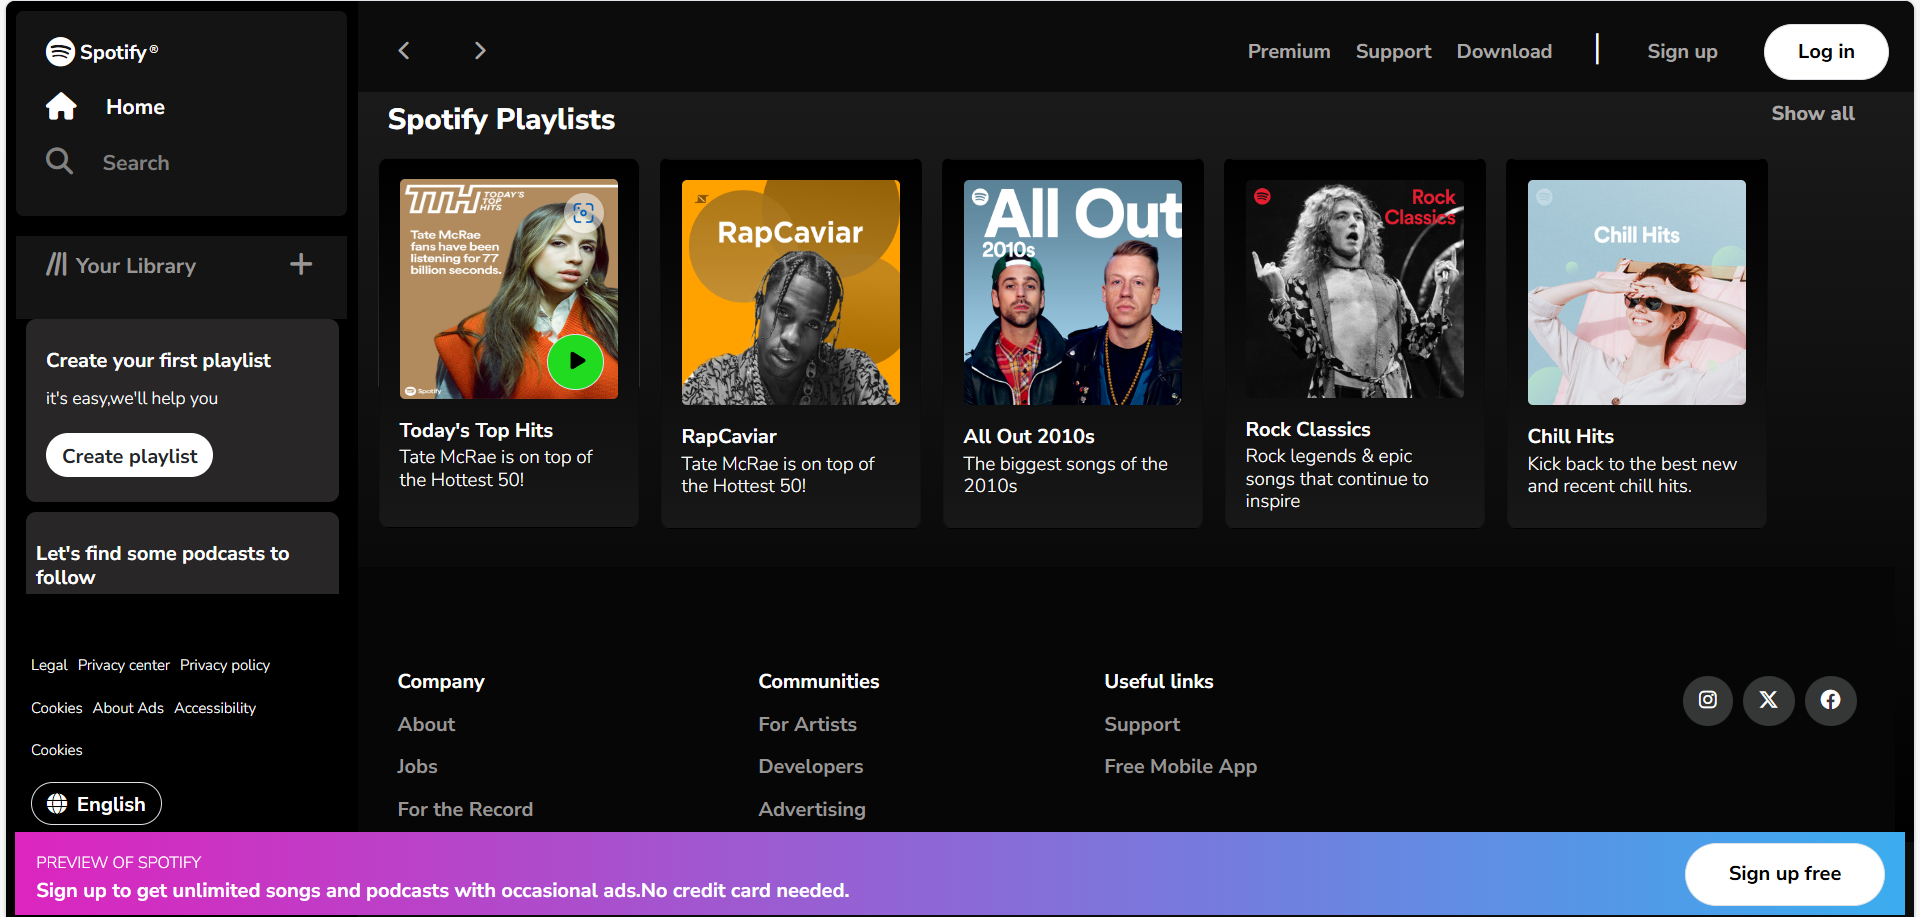 Spotify®
Home
Search
Your Library
Create your first playlist
it's easy,we'll help you
Create playlist
Let's find some podcasts to
follow
Legal Privacy center Privacy policy
Cookies About Ads Accessibility
Cookies
English
Premium Support Download | Sign up Log in
Spotify Playlists
Show all
TTH TODAY'S
TOP
HITS
Tate McRae
fans have been
listening for 77
billion seconds.
Spotify
Today's Top Hits
Tate McRae is on top of
the Hottest 50!
RapCaviar
RapCaviar
Tate McRae is on top of
the Hottest 50!
All Out
2010s
All Out 2010s
The biggest songs of the
2010s
Rock
Classics
Rock Classics
Rock legends & epic
songs that continue to
inspire
Chill Hits
Chill Hits
Kick back to the best new
and recent chill hits.
Company
About
Jobs
For the Record
Communities
For Artists
Developers
Advertising
Useful links
Support
Free Mobile App
PREVIEW OF SPOTIFY
Sign up to get unlimited songs and podcasts with occasional ads.No credit card needed.
Sign up free